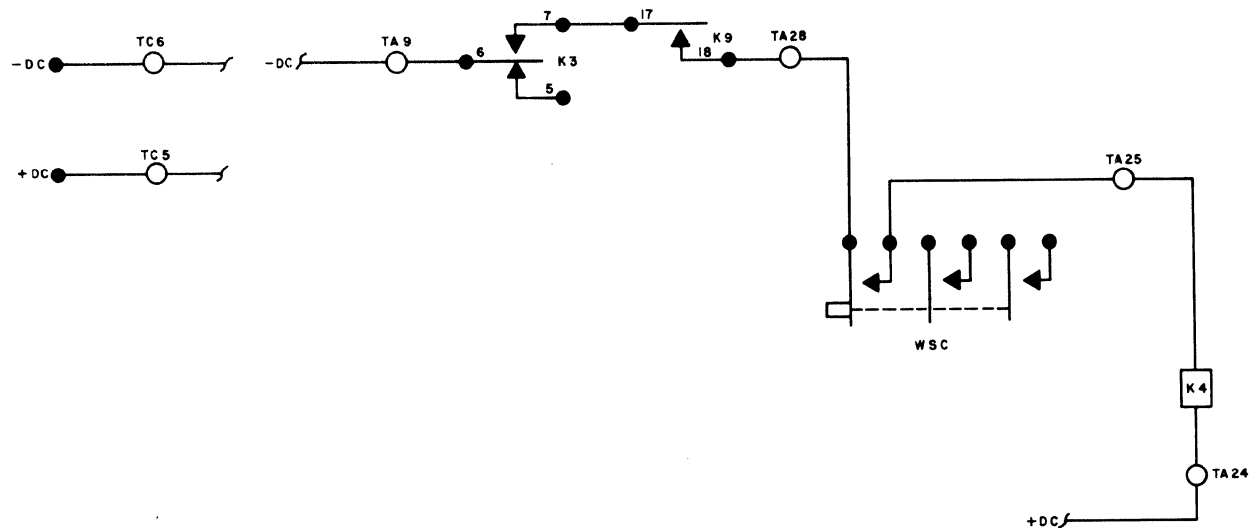 7
17
TC6
TA9
6
K3
18
K9
TA28
-DC
-DC
5
TC5
+DC
TA25
WSC
K4
TA24
+DC